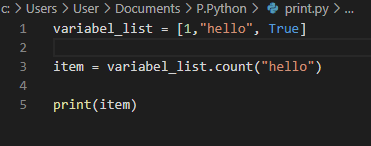 c: > Users > User > Documents > P.Python > print.py > ...
1 variabel_list = [1,"hello", True]
2
3 item = variabel_list.count("hello")
4
5 print(item)